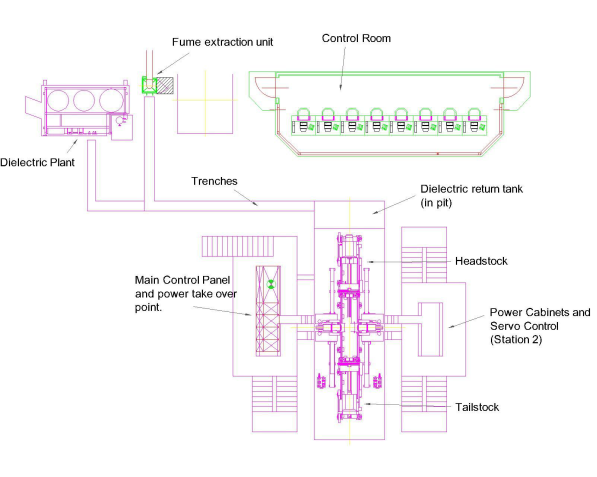 Fume extraction unit
Control Room
Dielectric Plant
Trenches
Dielectric return tank
(in pit)
Headstock
Main Control Panel
and power take over
point.
Power Cabinets and
Servo Control
(Station 2)
Tailstock